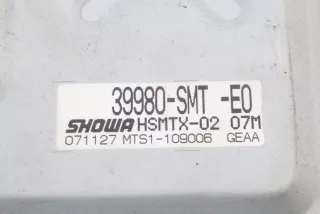 39980-SMT -E0
SHOWA HSMTX-02 07M
071127 MTS1-109006 GEAA